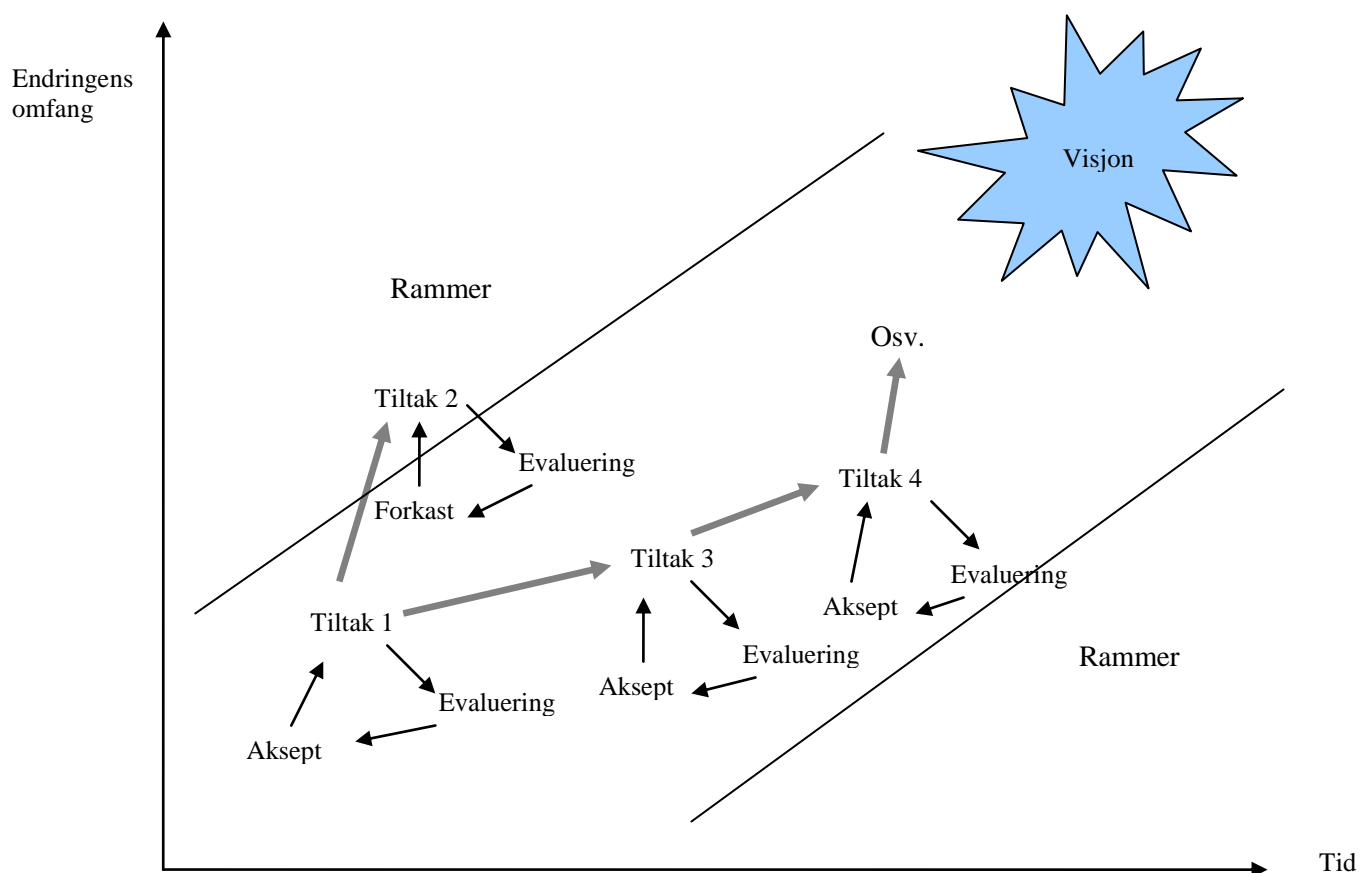 Endringens
omfang
Visjon
Rammer
Osv.
Tiltak 2
Evaluering
Tiltak 4
Forkast
Tiltak 3
Evaluering
Aksept
Tiltak 1
Evaluering
Rammer
Aksept
Evaluering
Aksept
Tid